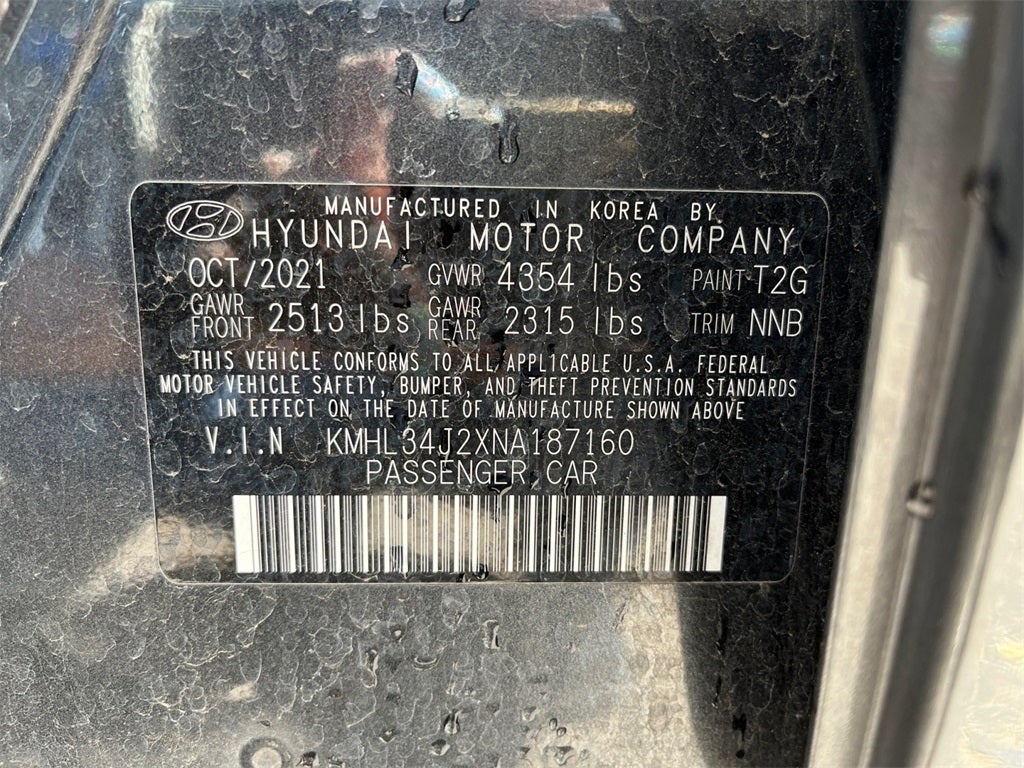 MANUFACTURED IN KOREA BY
HYUNDAI MOTOR COMPANY
OCT/2021 GVWR 4354 lbs PAINT T2G
GAWR FRONT 2513 lbs GAWR REAR 2315 lbs TRIM NNB
THIS VEHICLE CONFORMS TO ALL APPLICABLE U.S.A. FEDERAL
MOTOR VEHICLE SAFETY, BUMPER, AND THEFT PREVENTION STANDARDS
IN EFFECT ON THE DATE OF MANUFACTURE SHOWN ABOVE
V.I.N KMHL34J2XNA187160
PASSENGER CAR